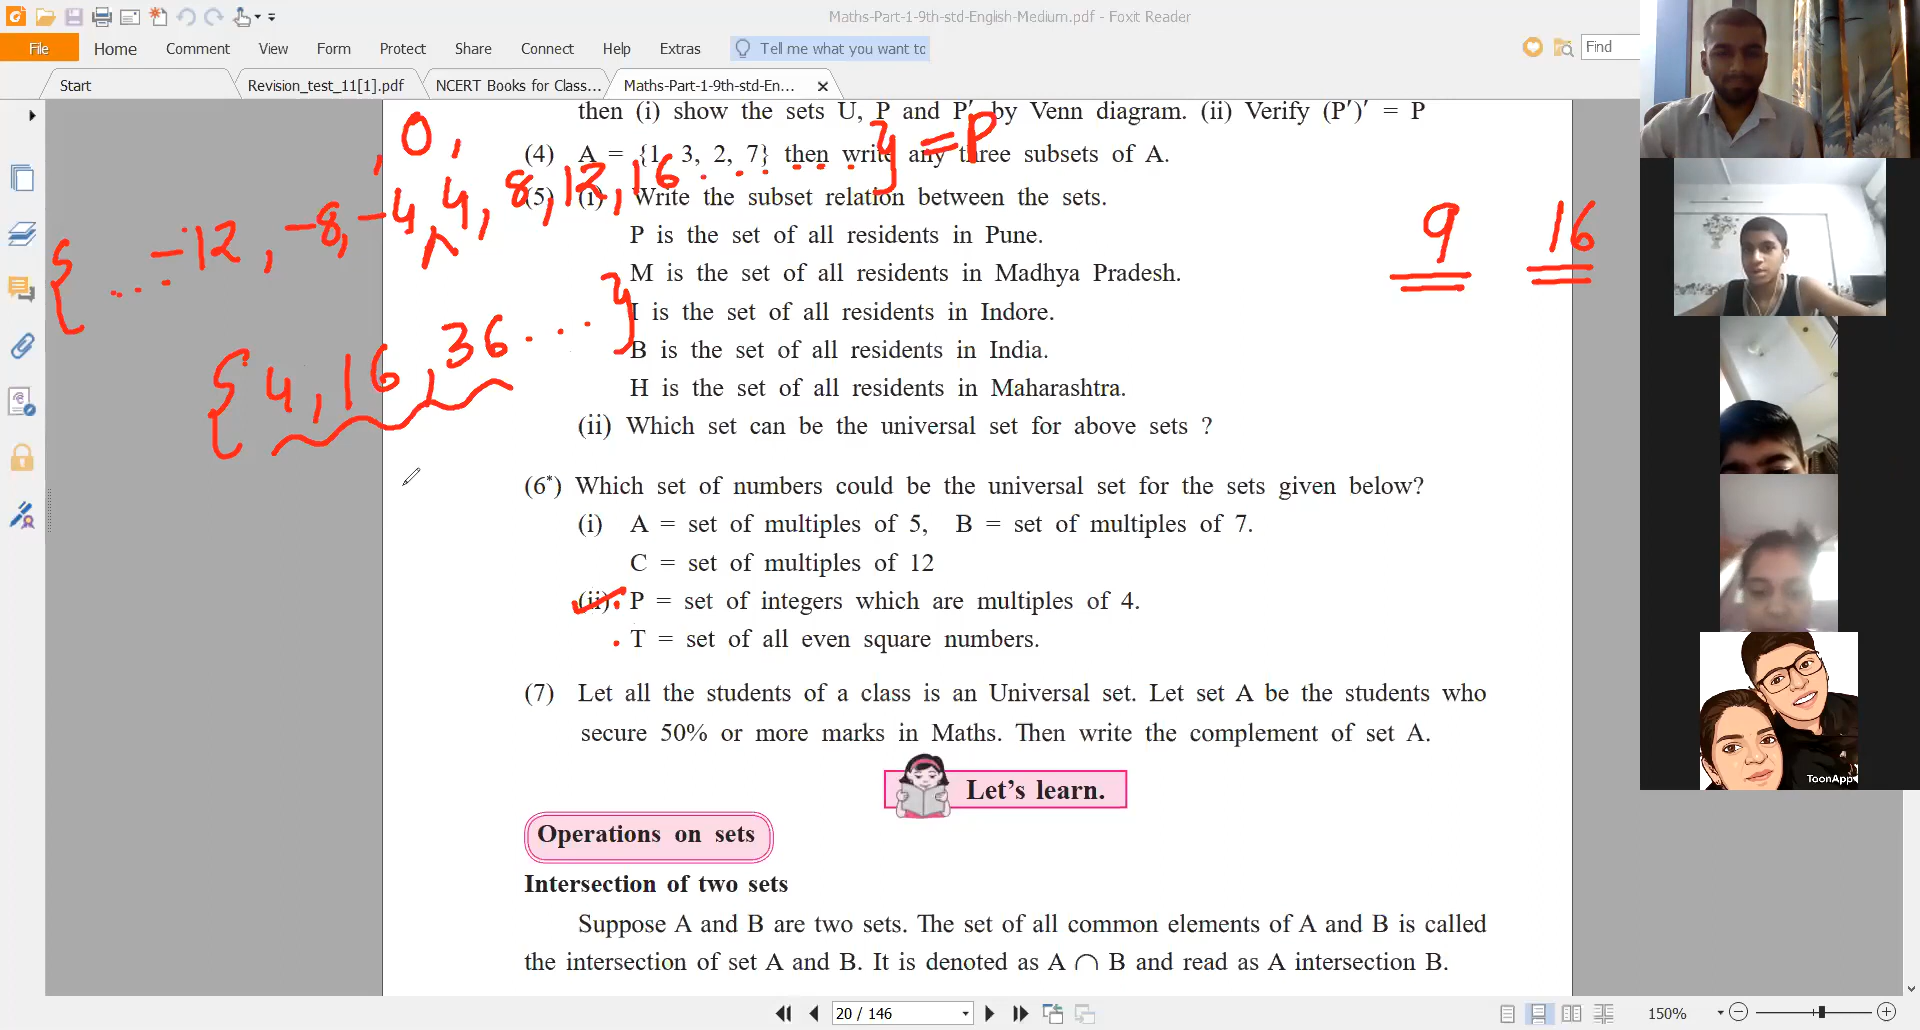 Maths-Part-1-9th-std-English-Medium.pdf - Foxit Reader
File Home Comment View Form Protect Share Connect Help Extras Tell me what you want to Find
Start Revision_test_11[1].pdf NCERT Books for Class... Maths-Part-1-9th-std-En...
then (i) show the sets U, P and P′ by Venn diagram. (ii) Verify (P′)′ = P
, 0,
(4) A = {1, 3, 2, 7} then write any three subsets of A.
{ ... -12, -8, -4, 4, 8, 12, 16 ....... } = P
(5) (i) Write the subset relation between the sets.
P is the set of all residents in Pune.
9 16
M is the set of all residents in Madhya Pradesh.
I is the set of all residents in Indore.
{ 4, 16, 36 ... }
B is the set of all residents in India.
H is the set of all residents in Maharashtra.
(ii) Which set can be the universal set for above sets ?
(6*) Which set of numbers could be the universal set for the sets given below?
(i) A = set of multiples of 5, B = set of multiples of 7.
C = set of multiples of 12
(ii) P = set of integers which are multiples of 4.
T = set of all even square numbers.
(7) Let all the students of a class is an Universal set. Let set A be the students who
secure 50% or more marks in Maths. Then write the complement of set A.
ToonApp
Let's learn.
Operations on sets
Intersection of two sets
Suppose A and B are two sets. The set of all common elements of A and B is called
the intersection of set A and B. It is denoted as A ∩ B and read as A intersection B.
20 / 146 150%